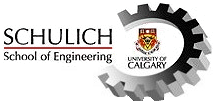 SCHULICH
School of Engineering
UNIVERSITY OF
CALGARY